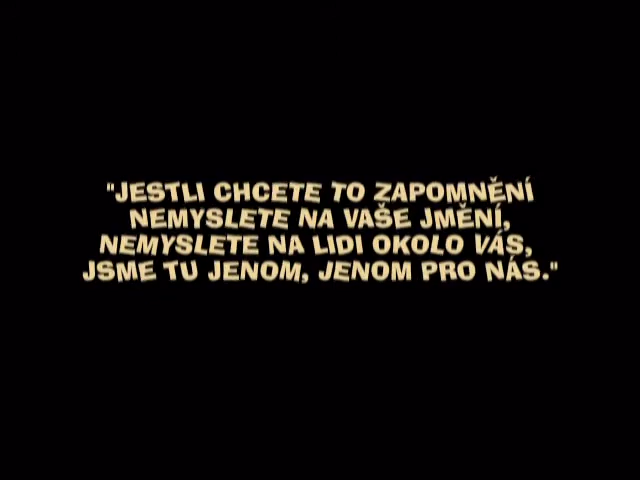 "JESTLI CHCETE TO ZAPOMNĚNÍ
NEMYSLETE NA VAŠE JMĚNÍ,
NEMYSLETE NA LIDI OKOLO VÁS,
JSME TU JENOM, JENOM PRO NÁS."